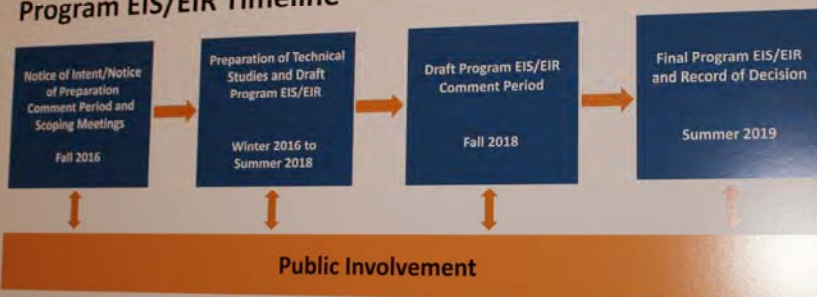 Program EIS/EIR Timeline
Notice of Intent/Notice
of Preparation
Comment Period and
Scoping Meetings
Fall 2016
Preparation of Technical
Studies and Draft
Program EIS/EIR
Winter 2016 to
Summer 2018
Draft Program EIS/EIR
Comment Period
Fall 2018
Final Program EIS/EIR
and Record of Decision
Summer 2019
Public Involvement